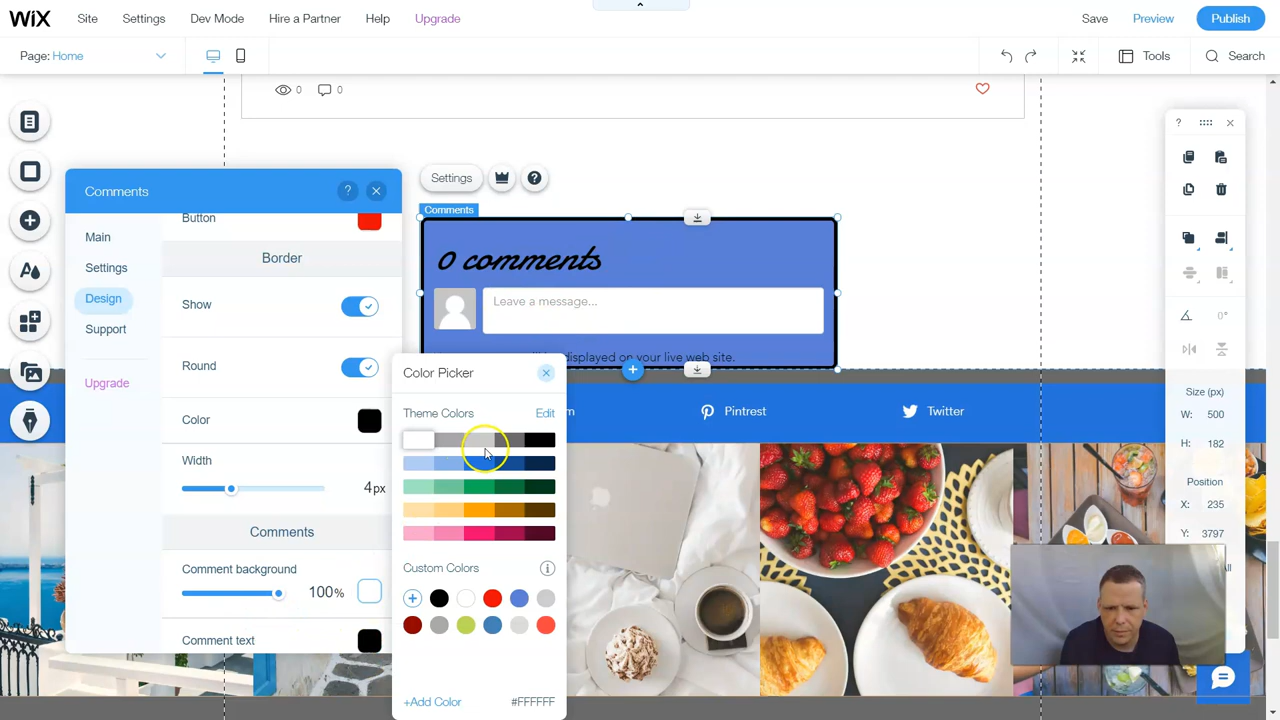 WiX Site Settings Dev Mode Hire a Partner Help Upgrade Save Preview Publish
Page: Home Tools Search
0 0
Comments
Main
Settings
Design
Support
Upgrade
Button
Border
Show
Round
Color
Width
4px
Comments
Comment background
100%
Comment text
Settings
Comments
0 comments
Leave a message...
displayed on your live web site.
Color Picker
Theme Colors Edit
Custom Colors
+Add Color #FFFFFF
Pintrest Twitter
0°
Size (px)
W: 500
H: 182
Position
X: 235
Y: 3797